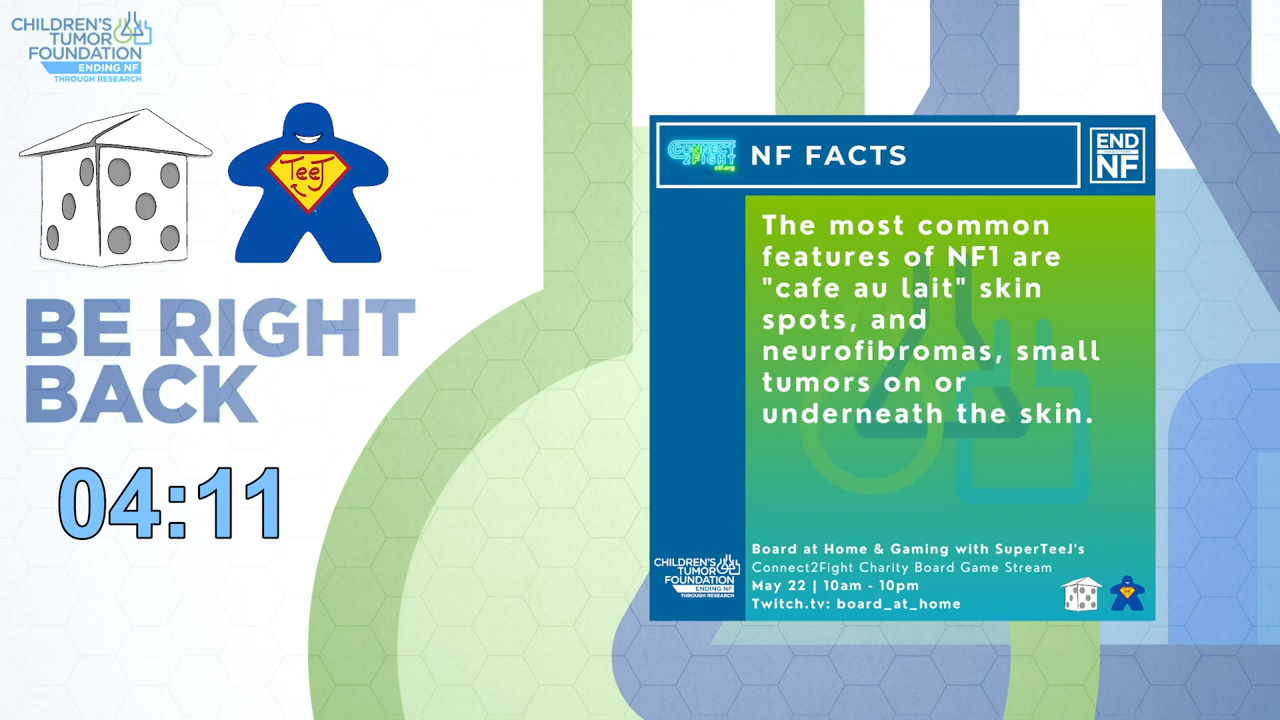 CHILDREN'S
TUMOR
FOUNDATION
ENDING NF
THROUGH RESEARCH
TeeJ
BE RIGHT
BACK
04:11
CONNECT
2FIGHT
c2f.org
NF FACTS
END
NF
The most common
features of NF1 are
"cafe au lait" skin
spots, and
neurofibromas, small
tumors on or
underneath the skin.
CHILDREN'S
TUMOR
FOUNDATION
ENDING NF
THROUGH RESEARCH
Board at Home & Gaming with SuperTeeJ's
Connect2Fight Charity Board Game Stream
May 22 | 10am - 10pm
Twitch.tv: board_at_home